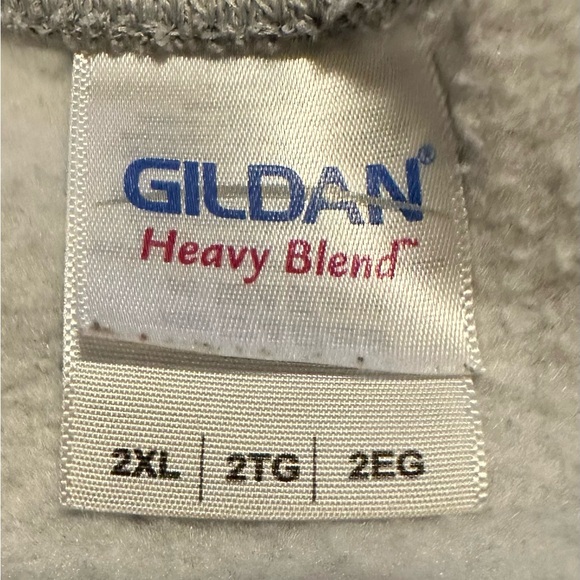 GILDAN®
Heavy Blend™
2XL | 2TG | 2EG